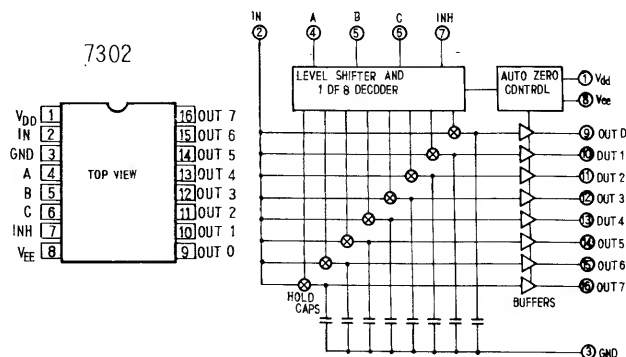 7302
V_DD 1
IN 2
GND 3
A 4
B 5
C 6
INH 7
V_EE 8
TOP VIEW
16 OUT 7
15 OUT 6
14 OUT 5
13 OUT 4
12 OUT 3
11 OUT 2
10 OUT 1
9 OUT 0
IN A B C INH
2 4 5 6 7
LEVEL SHIFTER AND
1 OF 8 DECODER
AUTO ZERO
CONTROL
1 Vdd
8 Vee
9 OUT 0
10 OUT 1
11 OUT 2
12 OUT 3
13 OUT 4
14 OUT 5
15 OUT 6
16 OUT 7
HOLD
CAPS
BUFFERS
3 GND